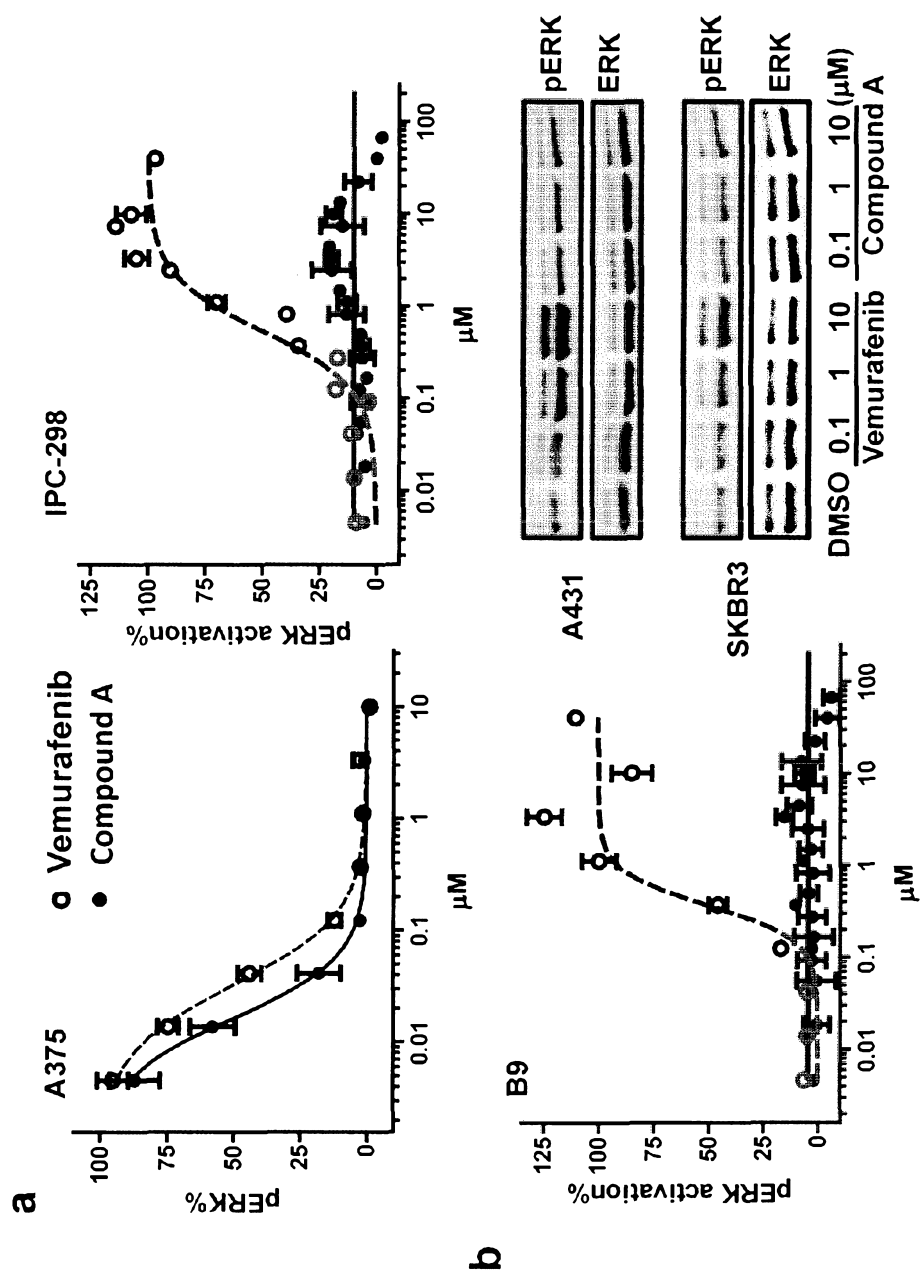 a
A375
Vemurafenib
Compound A
pERK%
100
75
50
25
0
0.01
0.1
1
10
µM
IPC-298
pERK activation%
125
100
75
50
25
0
0.01
0.1
1
10
100
µM
b
B9
pERK activation%
125
100
75
50
25
0
0.01
0.1
1
10
100
µM
A431
pERK
ERK
SKBR3
pERK
ERK
DMSO 0.1 1 10 0.1 1 10 (µM)
Vemurafenib Compound A